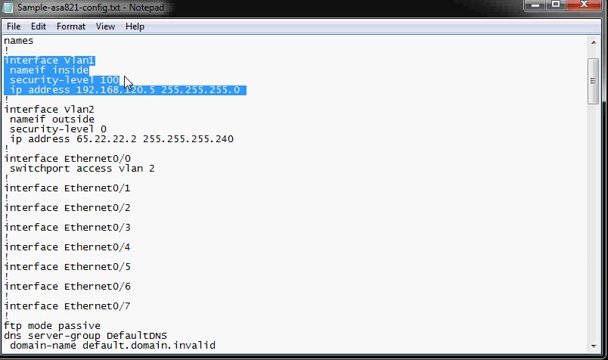 Sample-asa821-config.txt - Notepad
File Edit Format View Help
names
!
interface Vlan1
nameif inside
security-level 100
ip address 192.168.120.5 255.255.255.0
!
interface Vlan2
nameif outside
security-level 0
ip address 65.22.22.2 255.255.255.240
!
interface Ethernet0/0
switchport access vlan 2
!
interface Ethernet0/1
!
interface Ethernet0/2
!
interface Ethernet0/3
!
interface Ethernet0/4
!
interface Ethernet0/5
!
interface Ethernet0/6
!
interface Ethernet0/7
!
ftp mode passive
dns server-group DefaultDNS
domain-name default.domain.invalid